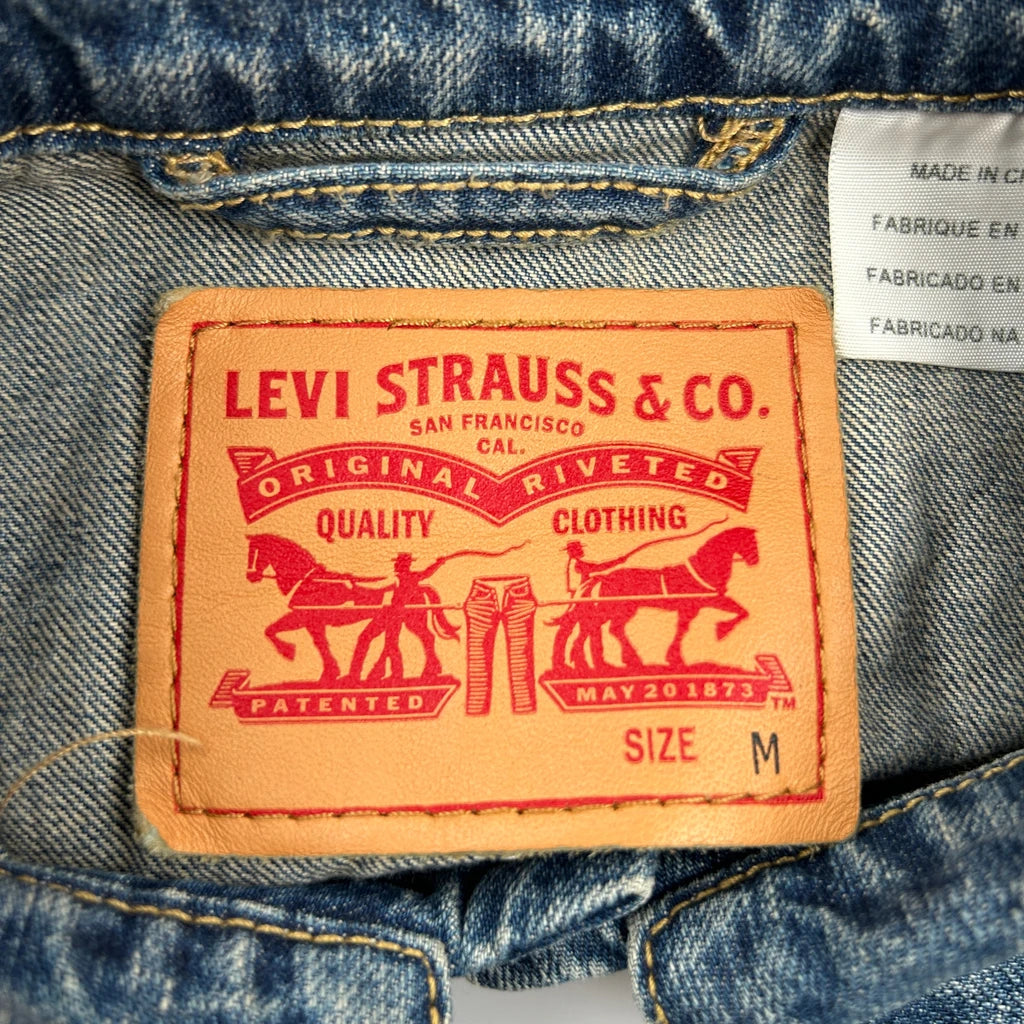 LEVI STRAUSS & CO.
SAN FRANCISCO
CAL.
ORIGINAL RIVETED
QUALITY CLOTHING
PATENTED MAY 20 1873 ™
SIZE M
MADE IN
FABRIQUE EN
FABRICADO EN
FABRICADO NA